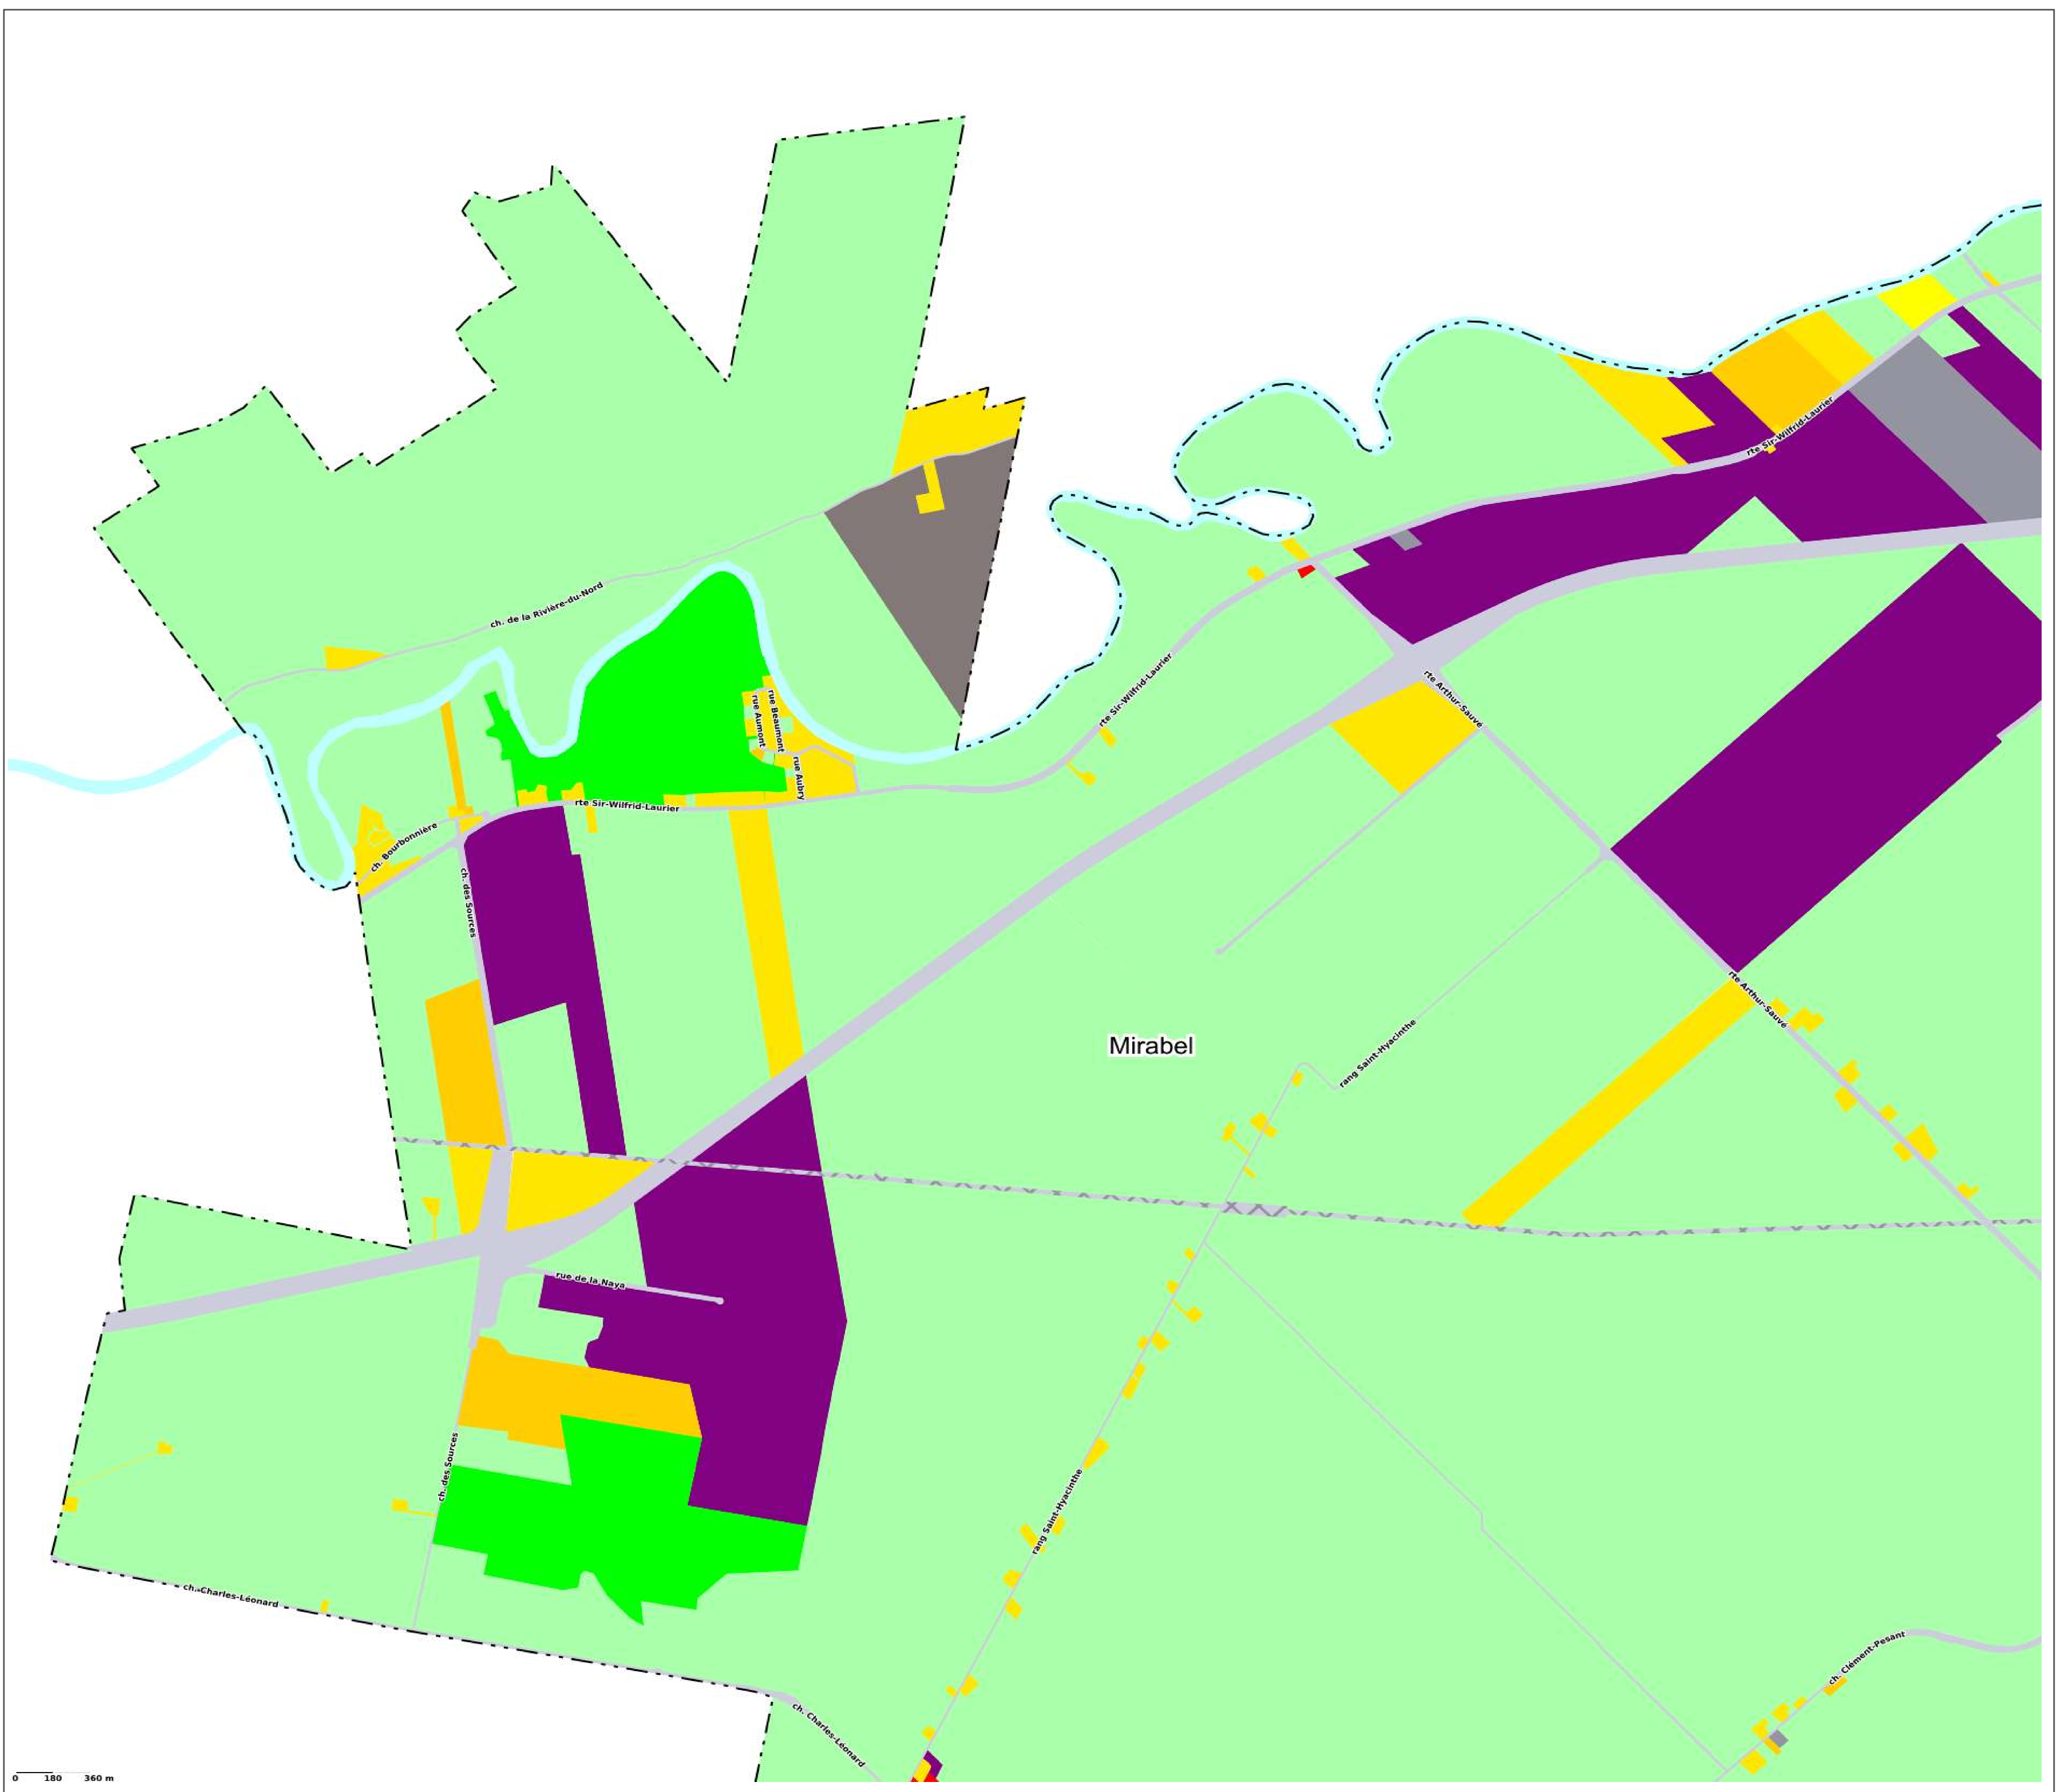 rte Sir-Wilfrid-Laurier
ch. de la Rivière-du-Nord
rte Sir-Wilfrid-Laurier
rte Arthur-Sauvé
rue Beaumont
rue Aumont
rue Aubry
rte Sir-Wilfrid-Laurier
ch. Bourbonnière
ch. des Sources
rte Arthur-Sauvé
Mirabel
rang Saint-Hyacinthe
rue de la Naya
ch. des Sources
rang Saint-Hyacinthe
ch. Charles-Léonard
ch. Clément-Pesant
ch. Charles-Léonard
0 180 360 m